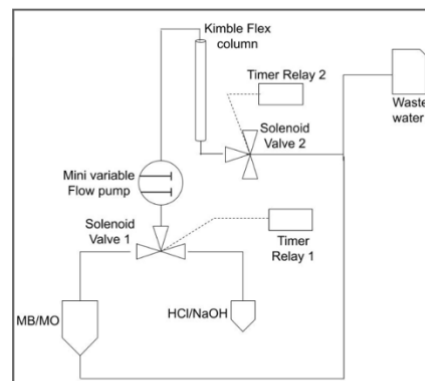 Kimble Flex
column
Timer Relay 2
Waste
water
Solenoid
Valve 2
Mini variable
Flow pump
Solenoid
Valve 1
Timer
Relay 1
MB/MO
HCl/NaOH